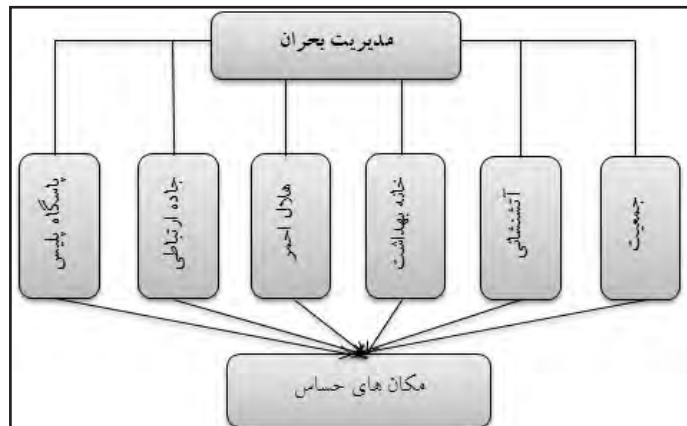 مدیریت بحران
جمعیت
آتشنشانی
خانه بهداشت
هلال احمر
جاده ارتباطی
پاسگاه پلیس
مکان های حساس